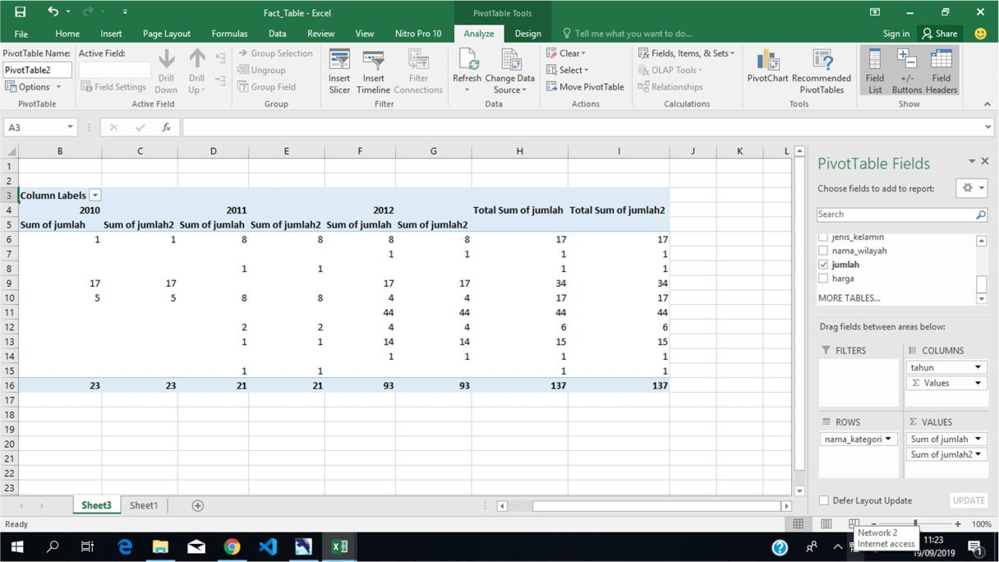 Fact_Table - Excel
PivotTable Tools
File Home Insert Page Layout Formulas Data Review View Nitro Pro 10 Analyze Design Tell me what you want to do... Sign in Share
PivotTable Name:
PivotTable2
Options
PivotTable
Active Field:
Field Settings
Drill Down
Drill Up
Active Field
Group Selection
Ungroup
Group Field
Group
Insert Slicer
Insert Timeline
Filter Connections
Filter
Refresh
Change Data Source
Data
Clear
Select
Move PivotTable
Actions
Fields, Items, & Sets
OLAP Tools
Relationships
Calculations
PivotChart
Recommended PivotTables
Tools
Field List
+/- Buttons
Field Headers
Show
A3
fx
B C D E F G H I J K L
1
2
3 Column Labels
4 2010 2011 2012 Total Sum of jumlah Total Sum of jumlah2
5 Sum of jumlah Sum of jumlah2 Sum of jumlah Sum of jumlah2 Sum of jumlah Sum of jumlah2
6 1 1 8 8 8 8 17 17
7 1 1 1 1
8 1 1 1 1
9 17 17 17 17 34 34
10 5 5 8 8 4 4 17 17
11 44 44 44 44
12 2 2 4 4 6 6
13 1 1 14 14 15 15
14 1 1 1 1
15 1 1 1 1
16 23 23 21 21 93 93 137 137
17
18
19
20
21
22
23
PivotTable Fields
Choose fields to add to report:
Search
jenis_kelamin
nama_wilayah
jumlah
harga
MORE TABLES...
Drag fields between areas below:
FILTERS
COLUMNS
tahun
Σ Values
ROWS
nama_kategori
Σ VALUES
Sum of jumlah
Sum of jumlah2
Defer Layout Update
UPDATE
Sheet3 Sheet1
Ready
100%
Network 2
Internet access
11:23
19/09/2019
1